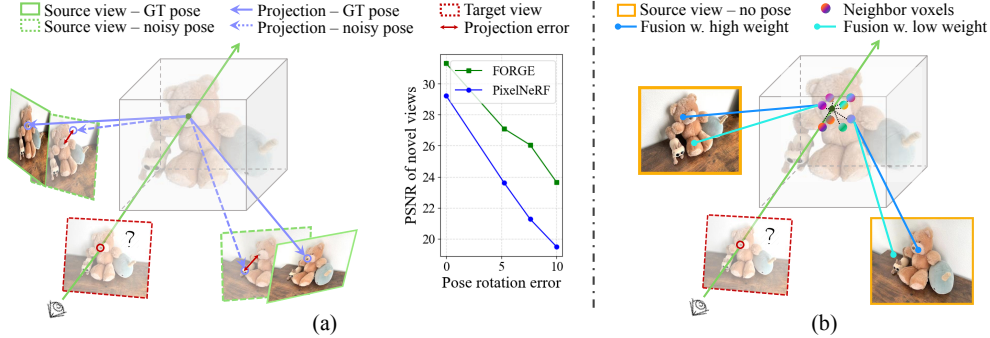 Source view – GT pose
Source view – noisy pose
Projection – GT pose
Projection – noisy pose
Target view
Projection error
?
PSNR of novel views
30
28
26
24
22
20
FORGE
PixelNeRF
0
5
10
Pose rotation error
(a)
Source view – no pose
Fusion w. high weight
Neighbor voxels
Fusion w. low weight
?
(b)